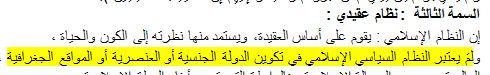 السمة الثالثة : نظام عقيدي :
إن النظام الإسلامي : يقوم على أساس العقيدة، ويستمد منها نظرته إلى الكون والحياة ،
ولم يعتبر النظام السياسي الإسلامي في تكوين الدولة الجنسية أو العنصرية أو المواقع الجغرافية ،